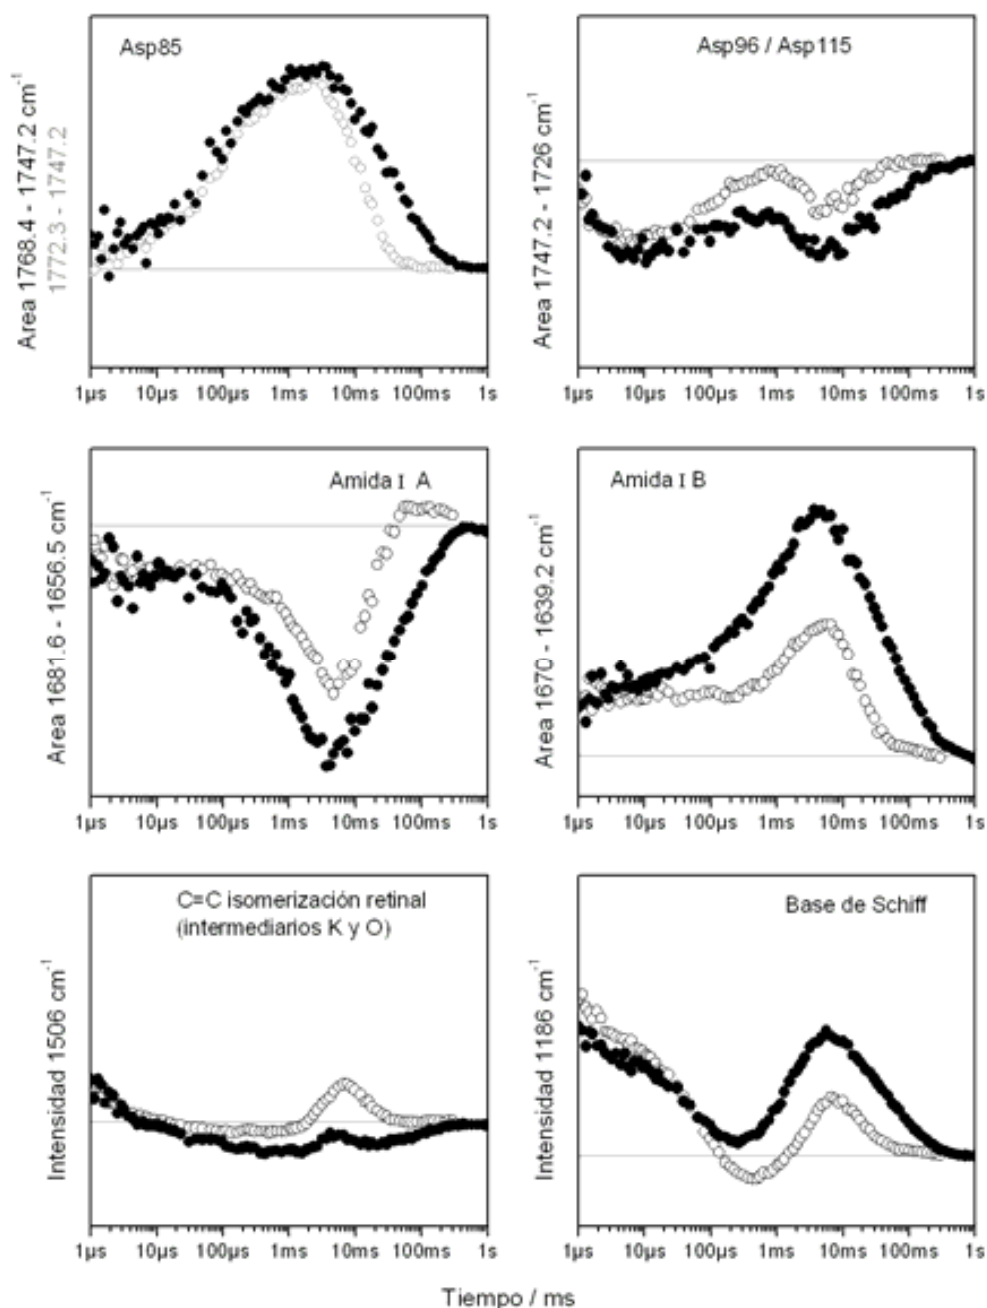 Asp85
Area 1768.4 - 1747.2 cm-1
1772.3 - 1747.2
1µs 10µs 100µs 1ms 10ms 100ms 1s
Asp96 / Asp115
Area 1747.2 - 1726 cm-1
1µs 10µs 100µs 1ms 10ms 100ms 1s
Amida I A
Area 1681.6 - 1656.5 cm-1
1µs 10µs 100µs 1ms 10ms 100ms 1s
Amida I B
Area 1670 - 1639.2 cm-1
1µs 10µs 100µs 1ms 10ms 100ms 1s
C=C isomerización retinal
(intermediarios K y O)
Intensidad 1506 cm-1
1µs 10µs 100µs 1ms 10ms 100ms 1s
Base de Schiff
Intensidad 1186 cm-1
1µs 10µs 100µs 1ms 10ms 100ms 1s
Tiempo / ms